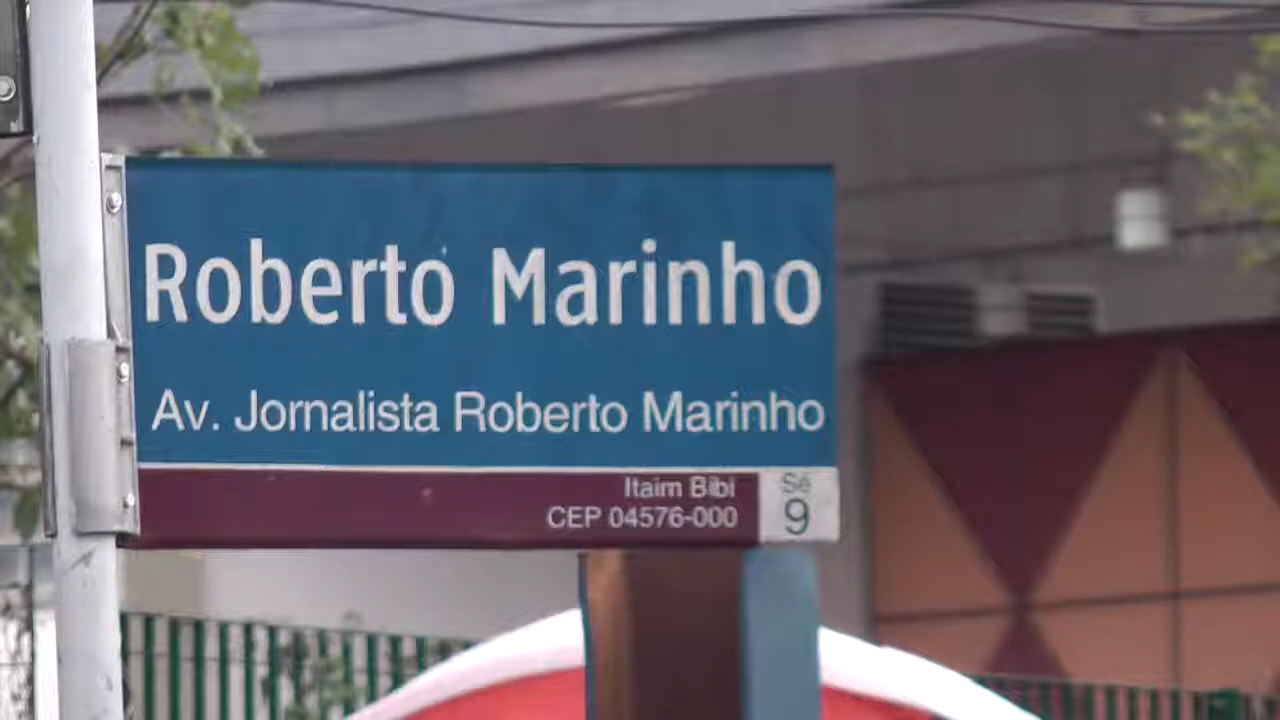 Roberto Marinho
Av. Jornalista Roberto Marinho
Itaim Bibi
CEP 04576-000
Sé
9